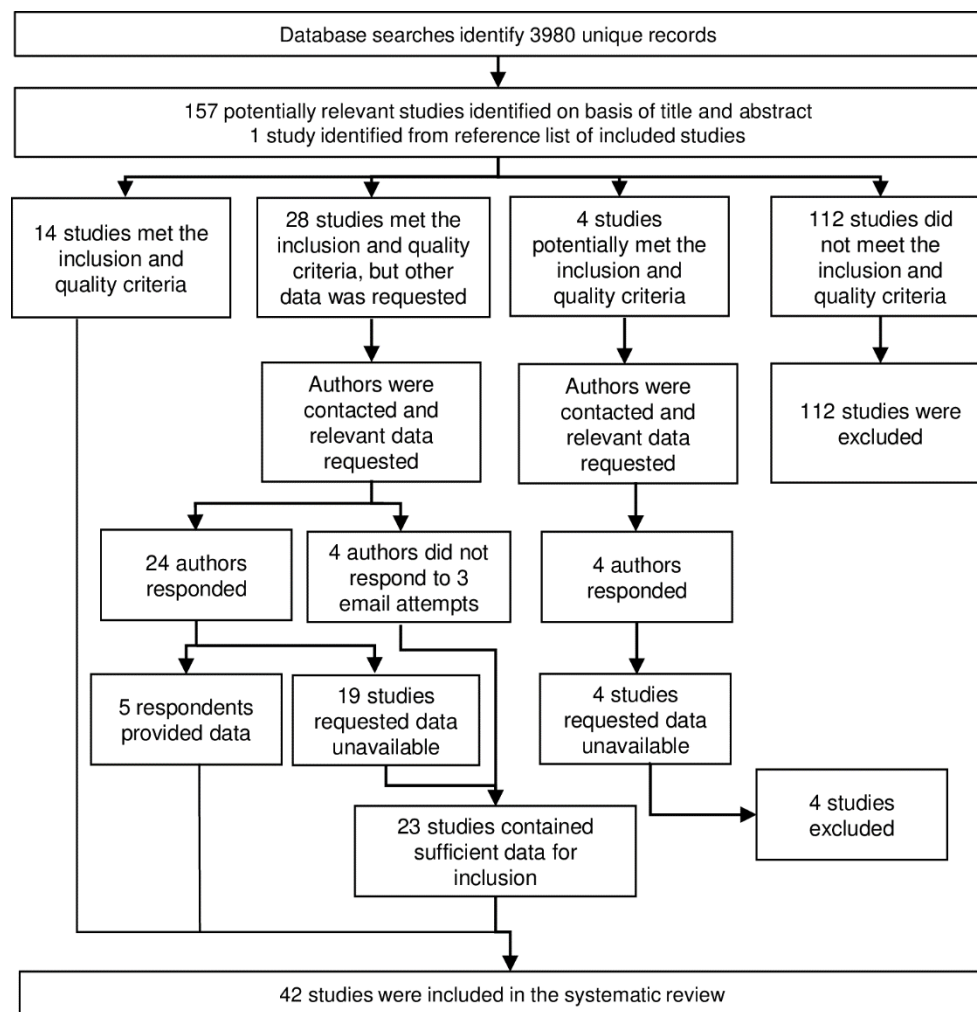 Database searches identify 3980 unique records
157 potentially relevant studies identified on basis of title and abstract
1 study identified from reference list of included studies
14 studies met the
inclusion and
quality criteria
28 studies met the
inclusion and quality
criteria, but other
data was requested
4 studies
potentially met the
inclusion and
quality criteria
112 studies did
not meet the
inclusion and
quality criteria
Authors were
contacted and
relevant data
requested
Authors were
contacted and
relevant data
requested
112 studies were
excluded
24 authors
responded
4 authors did not
respond to 3
email attempts
4 authors
responded
5 respondents
provided data
19 studies
requested data
unavailable
4 studies
requested data
unavailable
4 studies
excluded
23 studies contained
sufficient data for
inclusion
42 studies were included in the systematic review